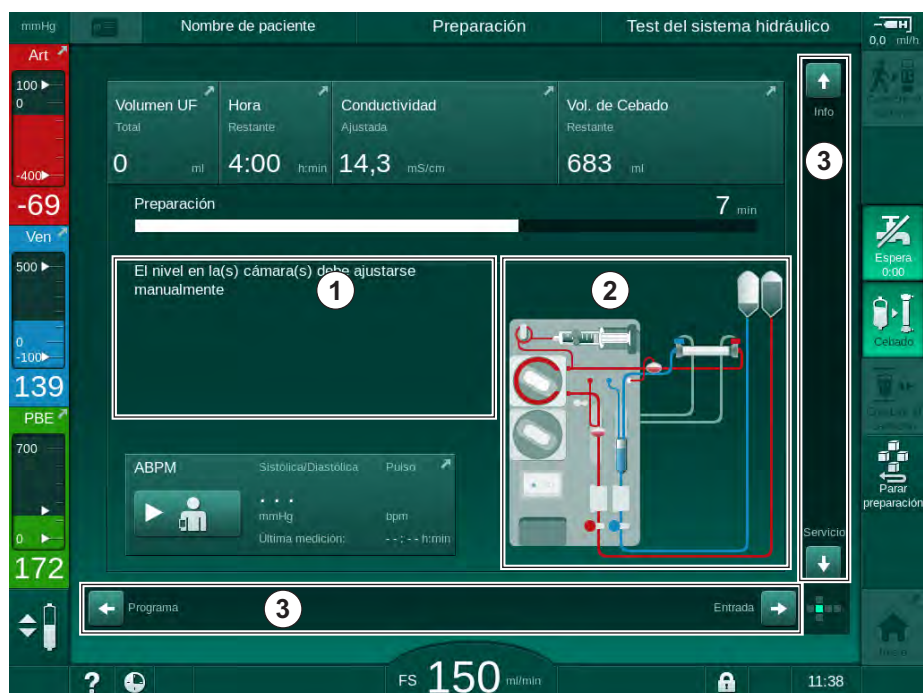 mmHg
Nombre de paciente
Preparación
Test del sistema hidráulico
0,0 ml/h
Art
100
0
-400
-69
Ven
500
0
-100
139
PBE
700
0
172
Volumen UF
Total
0 ml
Hora
Restante
4:00 h:min
Conductividad
Ajustada
14,3 mS/cm
Vol. de Cebado
Restante
683 ml
Preparación
7 min
El nivel en la(s) cámara(s) debe ajustarse
manualmente
1
2
3
ABPM
Sistólica/Diastólica
Pulso
. . .
mmHg
bpm
Última medición:
--:-- h:min
Info
Servicio
Programa
3
Entrada
Espera
0:00
Cebado
Parar
preparación
Inicio
?
FS 150 ml/min
11:38